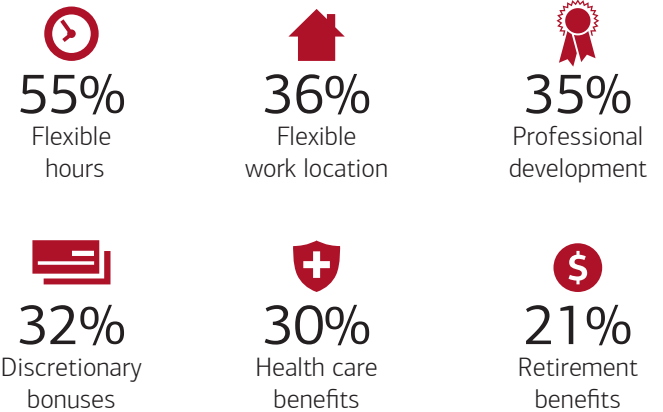 55%
Flexible
hours
36%
Flexible
work location
35%
Professional
development
32%
Discretionary
bonuses
30%
Health care
benefits
$
21%
Retirement
benefits